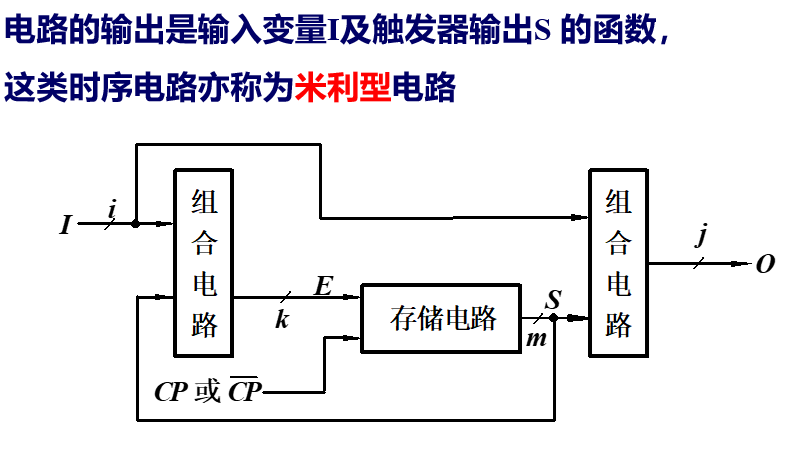 电路的输出是输入变量I及触发器输出S 的函数，
这类时序电路亦称为米利型电路
I
i
组合电路
E
k
存储电路
S
m
组合电路
j
O
CP 或 C̅P̅